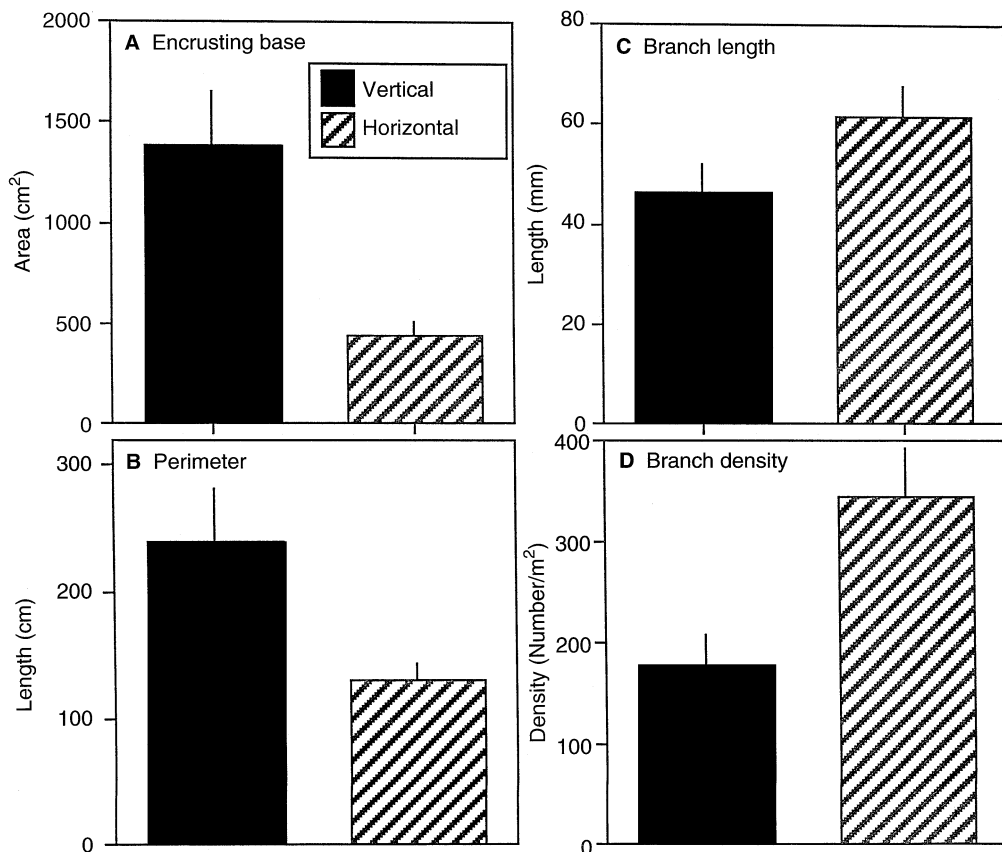 A Encrusting base
Vertical
Horizontal
2000
1500
1000
500
0
Area (cm²)
C Branch length
80
60
40
20
0
Length (mm)
B Perimeter
300
200
100
0
Length (cm)
D Branch density
400
300
200
100
0
Density (Number/m²)